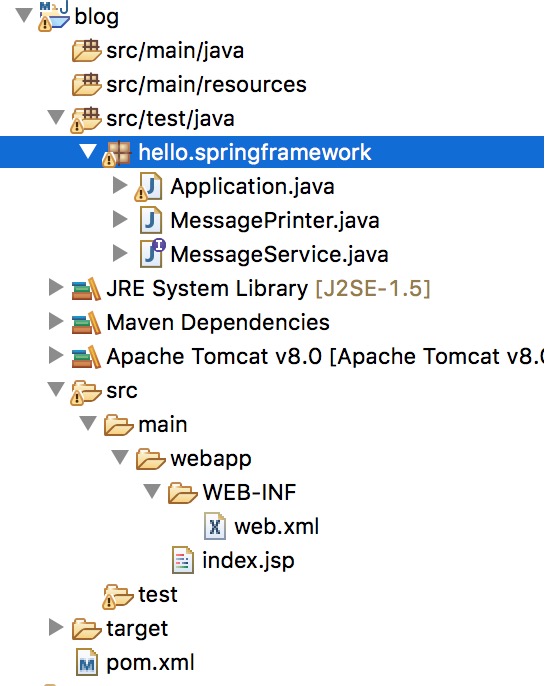 blog
src/main/java
src/main/resources
src/test/java
hello.springframework
Application.java
MessagePrinter.java
MessageService.java
JRE System Library [J2SE-1.5]
Maven Dependencies
Apache Tomcat v8.0 [Apache Tomcat v8.0
src
main
webapp
WEB-INF
web.xml
index.jsp
test
target
pom.xml